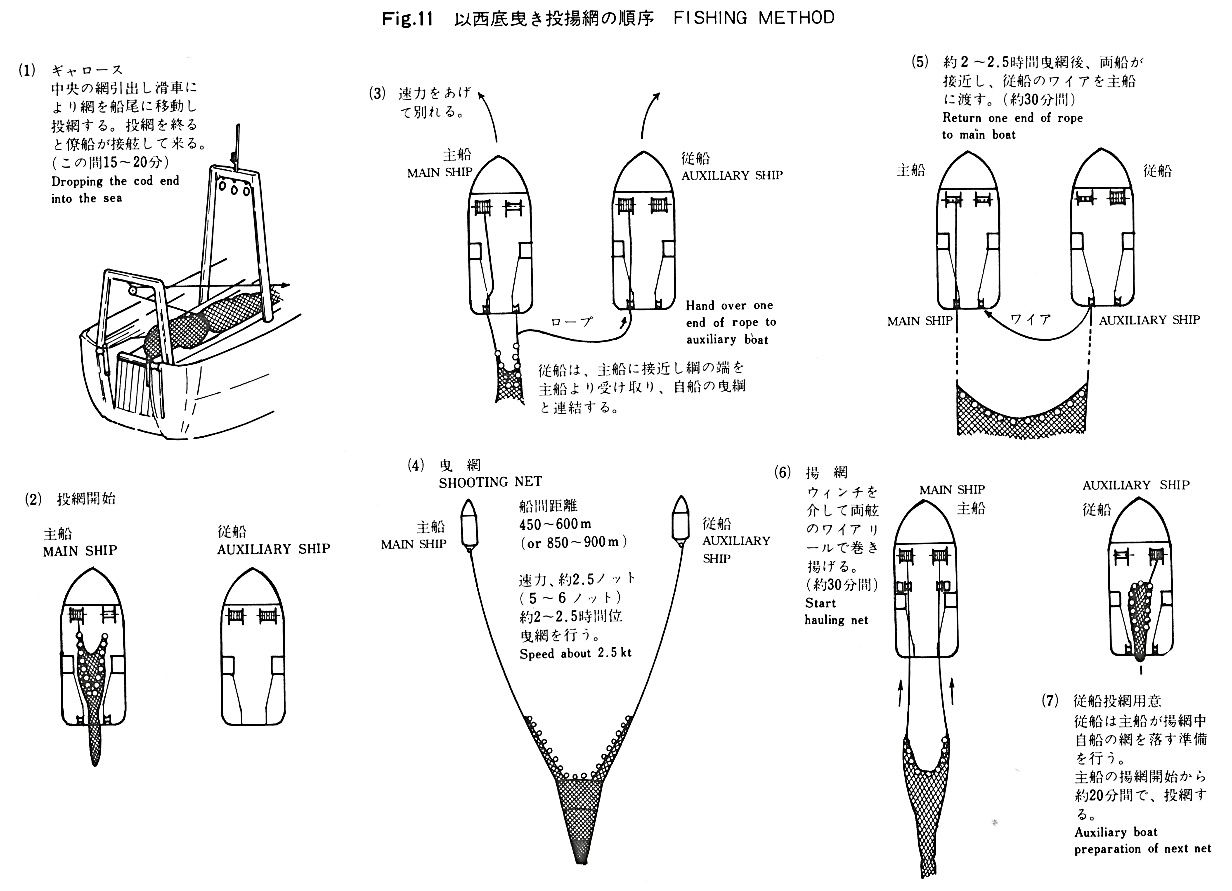 Fig.11 以西底曳き投揚網の順序 FISHING METHOD
(1) ギャロース
中央の網引出し滑車に
より網を船尾に移動し
投網する。投網を終る
と僚船が接舷して来る。
(この間15～20分)
Dropping the cod end
into the sea
(2) 投網開始
主船
MAIN SHIP
従船
AUXILIARY SHIP
(3) 速力をあげ
て別れる。
主船
MAIN SHIP
従船
AUXILIARY SHIP
ロープ
Hand over one
end of rope to
auxiliary boat
従船は、主船に接近し綱の端を
主船より受け取り、自船の曳綱
と連結する。
(4) 曳 網
SHOOTING NET
主船
MAIN SHIP
船間距離
450～600m
(or 850～900m)
従船
AUXILIARY
SHIP
速力、約2.5ノット
(5～6ノット)
約2～2.5時間位
曳網を行う。
Speed about 2.5kt
(5) 約2～2.5時間曳網後、両船が
接近し、従船のワイアを主船
に渡す。(約30分間)
Return one end of rope
to main boat
主船
従船
MAIN SHIP
ワイア
AUXILIARY SHIP
(6) 揚 網
ウィンチを
介して両舷
のワイアリ
ールで巻き
揚げる。
(約30分間)
Start
hauling net
MAIN SHIP
主船
AUXILIARY SHIP
従船
(7) 従船投網用意
従船は主船が揚網中
自船の網を落す準備
を行う。
主船の揚網開始から
約20分間で、投網す
る。
Auxiliary boat
preparation of next net